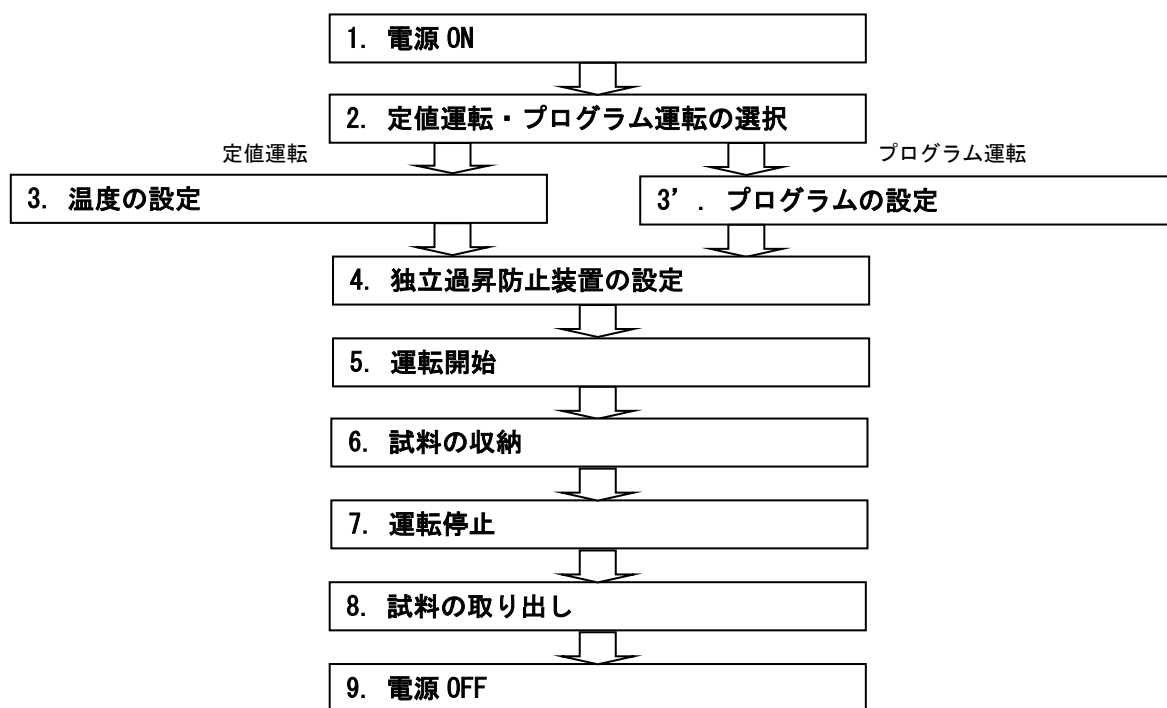 1. 電源 ON
2. 定値運転・プログラム運転の選択
定値運転
プログラム運転
3. 温度の設定
3’. プログラムの設定
4. 独立過昇防止装置の設定
5. 運転開始
6. 試料の収納
7. 運転停止
8. 試料の取り出し
9. 電源 OFF